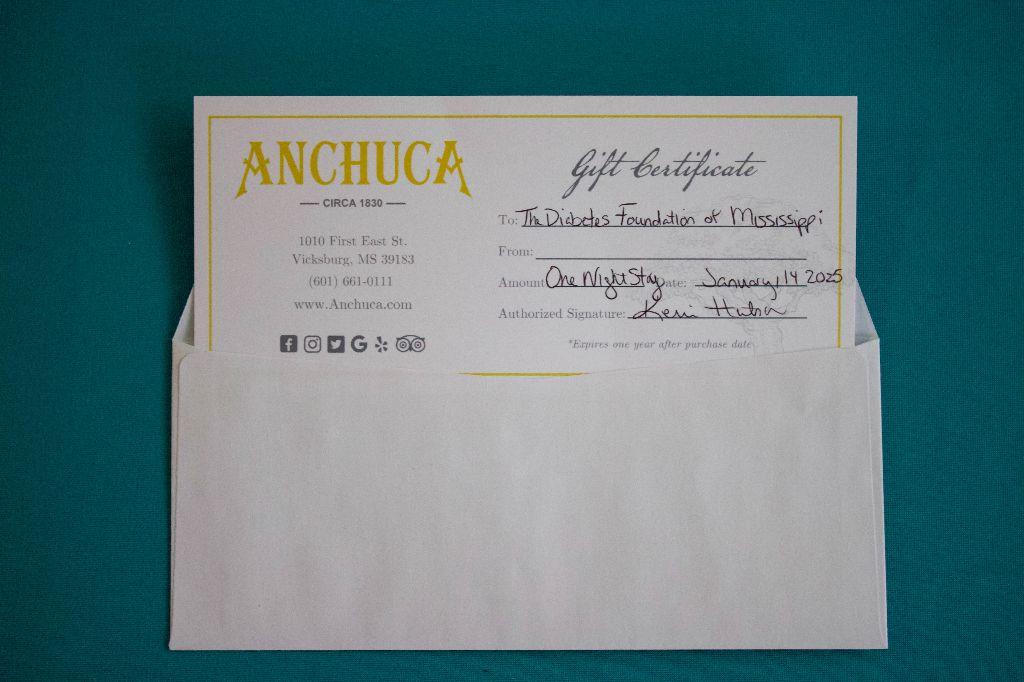 ANCHUCA
CIRCA 1830
1010 First East St.
Vicksburg, MS 39183
(601) 661-0111
www.Anchuca.com
Gift Certificate
To: The Diabetes Foundation of Mississippi
From:
Amount One Night Stay ate: January, 14 2025
Authorized Signature: Kerri
*Expires one year after purchase date